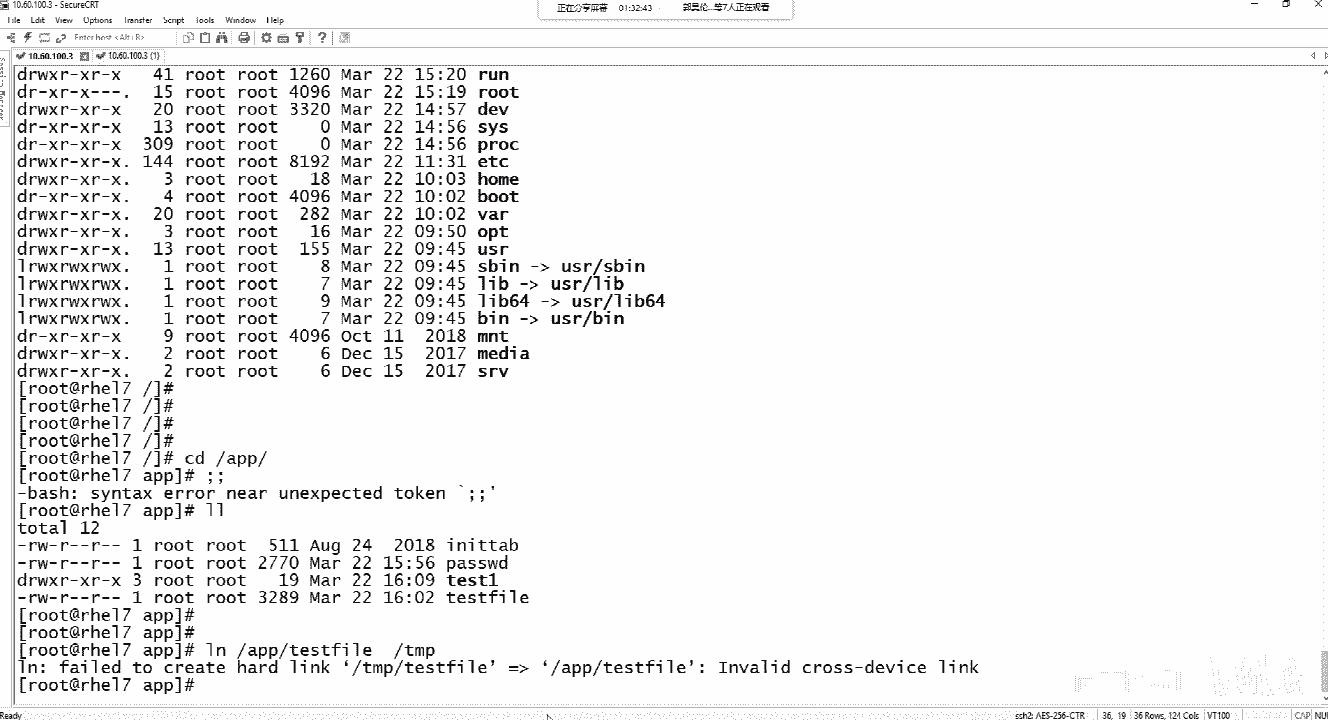 10.60.100.3 - SecureCRT
正在分享屏幕 01:32:43 郭昊伦...等7人正在观看
File Edit View Options Transfer Script Tools Window Help
Enter host <Alt+R>
10.60.100.3 10.60.100.3 (1)
drwxr-xr-x   41 root root 1260 Mar 22 15:20 run
dr-xr-x---.  15 root root 4096 Mar 22 15:19 root
drwxr-xr-x   20 root root 3320 Mar 22 14:57 dev
dr-xr-xr-x   13 root root    0 Mar 22 14:56 sys
dr-xr-xr-x  309 root root    0 Mar 22 14:56 proc
drwxr-xr-x. 144 root root 8192 Mar 22 11:31 etc
drwxr-xr-x.   3 root root   18 Mar 22 10:03 home
dr-xr-xr-x.   4 root root 4096 Mar 22 10:02 boot
drwxr-xr-x.  20 root root  282 Mar 22 10:02 var
drwxr-xr-x.   3 root root   16 Mar 22 09:50 opt
drwxr-xr-x.  13 root root  155 Mar 22 09:45 usr
lrwxrwxrwx.   1 root root    8 Mar 22 09:45 sbin -> usr/sbin
lrwxrwxrwx.   1 root root    7 Mar 22 09:45 lib -> usr/lib
lrwxrwxrwx.   1 root root    9 Mar 22 09:45 lib64 -> usr/lib64
lrwxrwxrwx.   1 root root    7 Mar 22 09:45 bin -> usr/bin
dr-xr-xr-x    9 root root 4096 Oct 11  2018 mnt
drwxr-xr-x.   2 root root    6 Dec 15  2017 media
drwxr-xr-x.   2 root root    6 Dec 15  2017 srv
[root@rhel7 /]#
[root@rhel7 /]#
[root@rhel7 /]#
[root@rhel7 /]#
[root@rhel7 /]# cd /app/
[root@rhel7 app]# ;;
-bash: syntax error near unexpected token `;;'
[root@rhel7 app]# ll
total 12
-rw-r--r-- 1 root root  511 Aug 24  2018 inittab
-rw-r--r-- 1 root root 2770 Mar 22 15:56 passwd
drwxr-xr-x 3 root root   19 Mar 22 16:09 test1
-rw-r--r-- 1 root root 3289 Mar 22 16:02 testfile
[root@rhel7 app]#
[root@rhel7 app]#
[root@rhel7 app]# ln /app/testfile  /tmp
ln: failed to create hard link ‘/tmp/testfile’ => ‘/app/testfile’: Invalid cross-device link
[root@rhel7 app]#
Ready ssh2: AES-256-CTR 36, 19 36 Rows, 124 Cols VT100 CAP